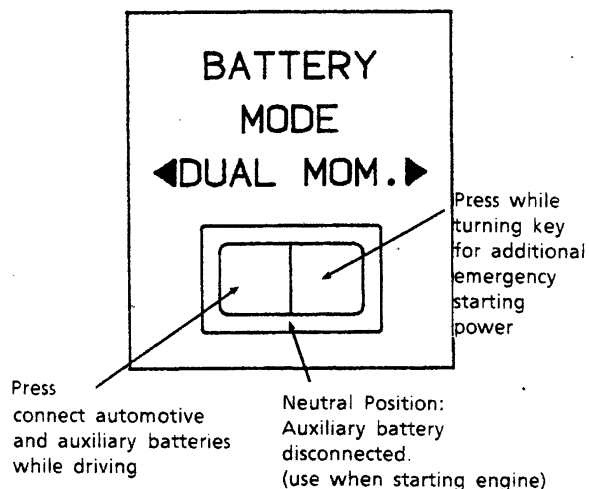 BATTERY
MODE
◀DUAL MOM.▶
Press while
turning key
for additional
emergency
starting
power
Press
connect automotive
and auxiliary batteries
while driving
Neutral Position:
Auxiliary battery
disconnected.
(use when starting engine)